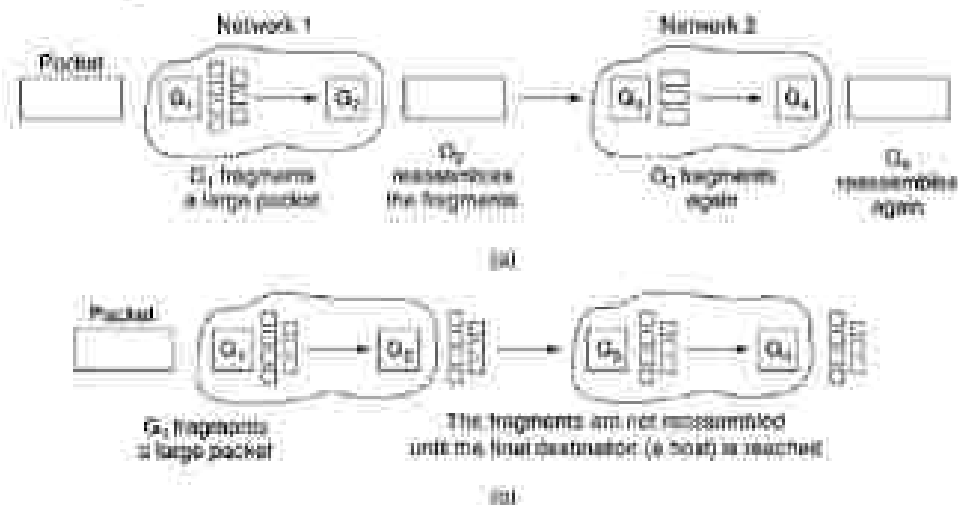 Network 1
Network 2
Packet
G1
G2
G3
G4
G1 fragments
a large packet
G2
reassembles
the fragments
G3 fragments
again
G4
reassembles
again
(a)
Packet
G1
G2
G3
G4
G1 fragments
a large packet
The fragments are not reassembled
until the final destination (a host) is reached
(b)